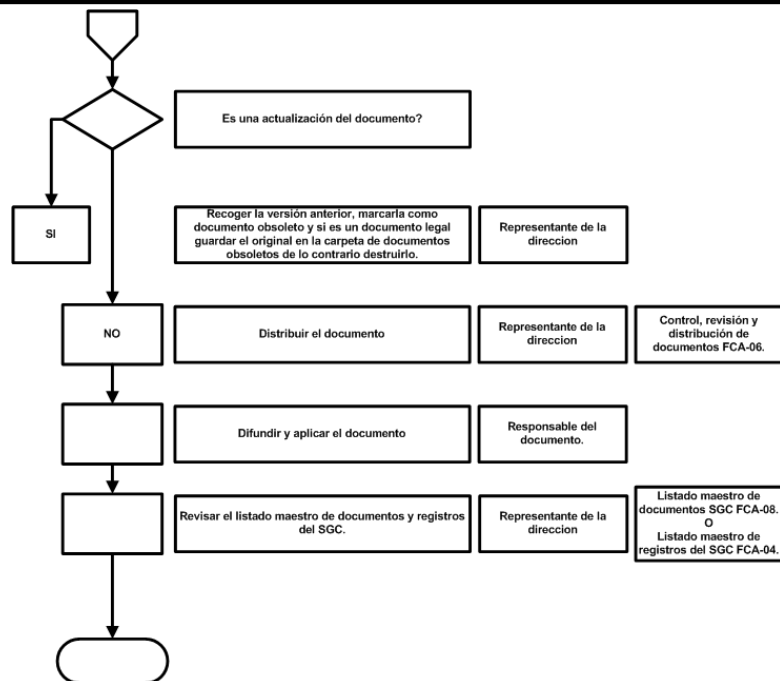 Es una actualización del documento?
SI
Recoger la versión anterior, marcarla como
documento obsoleto y si es un documento legal
guardar el original en la carpeta de documentos
obsoletos de lo contrario destruirlo.
Representante de la
direccion
NO
Distribuir el documento
Representante de la
direccion
Control, revisión y
distribución de
documentos FCA-06.
Difundir y aplicar el documento
Responsable del
documento.
Revisar el listado maestro de documentos y registros
del SGC.
Representante de la
direccion
Listado maestro de
documentos SGC FCA-08.
O
Listado maestro de
registros del SGC FCA-04.